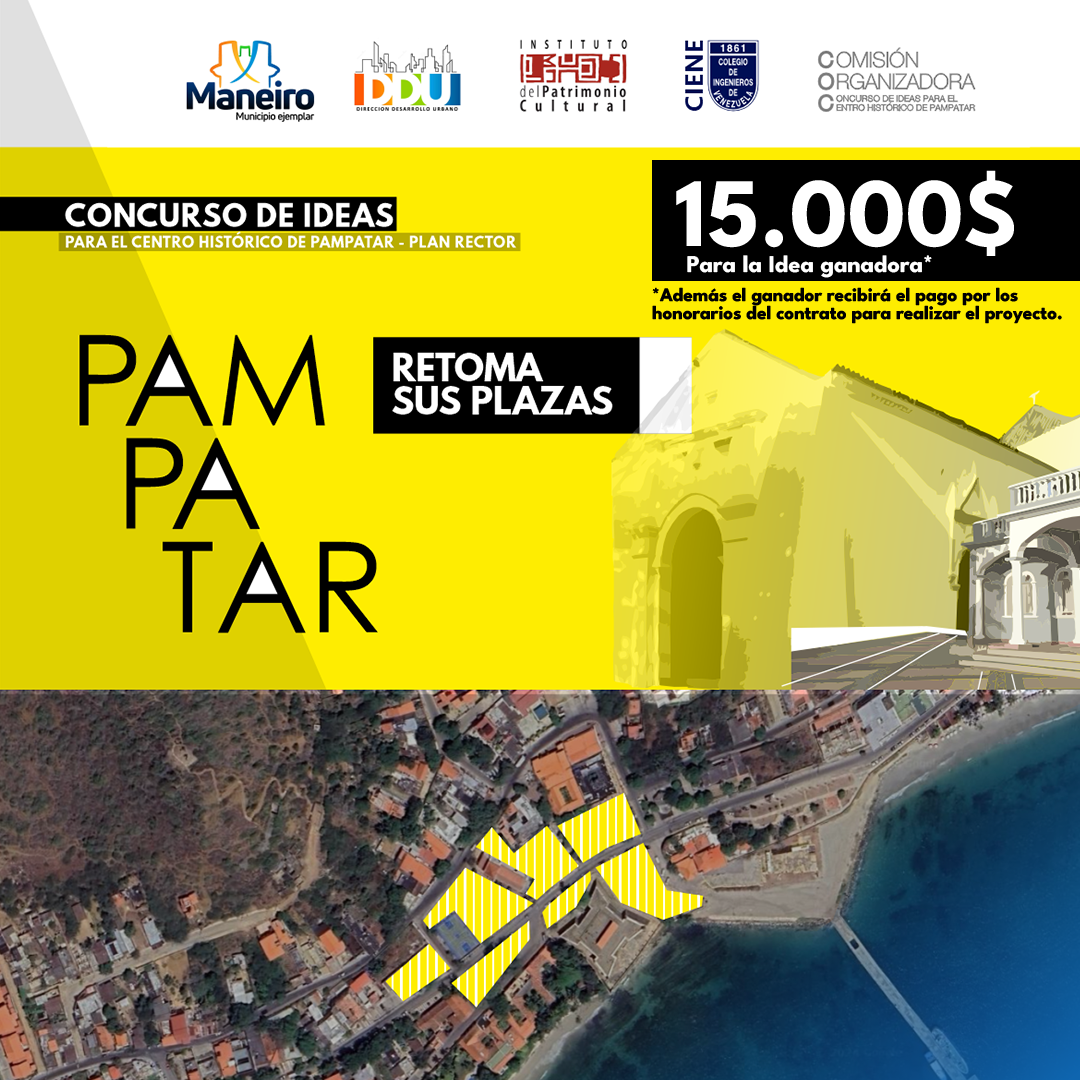 Maneiro
Municipio ejemplar
DDU
DIRECCION DESARROLLO URBANO
INSTITUTO
del Patrimonio
Cultural
CIENE
1861
COLEGIO
DE
INGENIEROS
DE
VENEZUELA
COMISIÓN
ORGANIZADORA
CONCURSO DE IDEAS PARA EL
CENTRO HISTÓRICO DE PAMPATAR
CONCURSO DE IDEAS
PARA EL CENTRO HISTÓRICO DE PAMPATAR - PLAN RECTOR
15.000$
Para la Idea ganadora*
*Además el ganador recibirá el pago por los
honorarios del contrato para realizar el proyecto.
PAM
PA
TAR
RETOMA
SUS PLAZAS